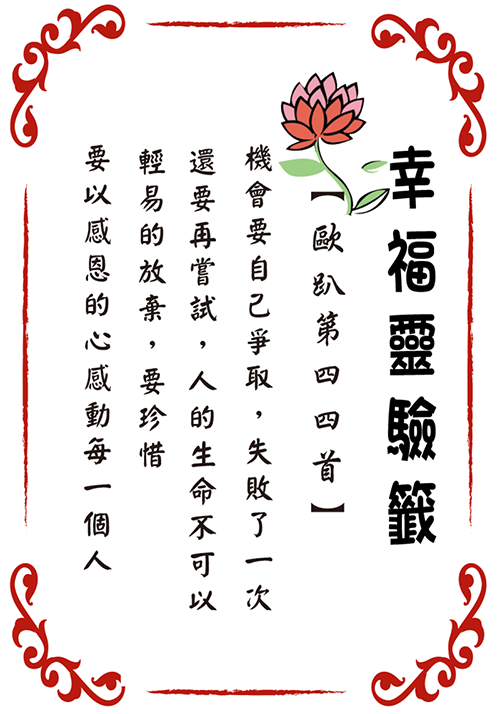 幸福靈驗籤
【歐趴第四四首】
機會要自己爭取，失敗了一次
還要再嘗試，人的生命不可以
輕易的放棄，要珍惜
要以感恩的心感動每一個人